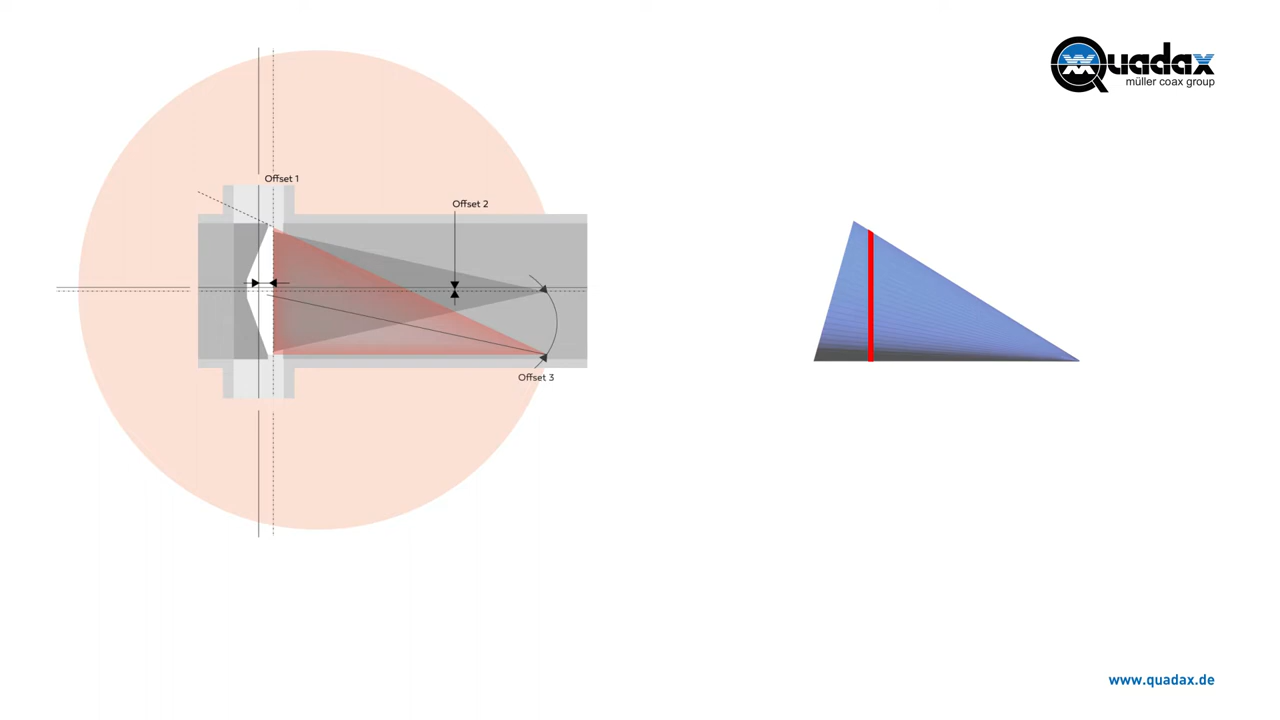 Quadax
müller coax group
Offset 1
Offset 2
Offset 3
www.quadax.de